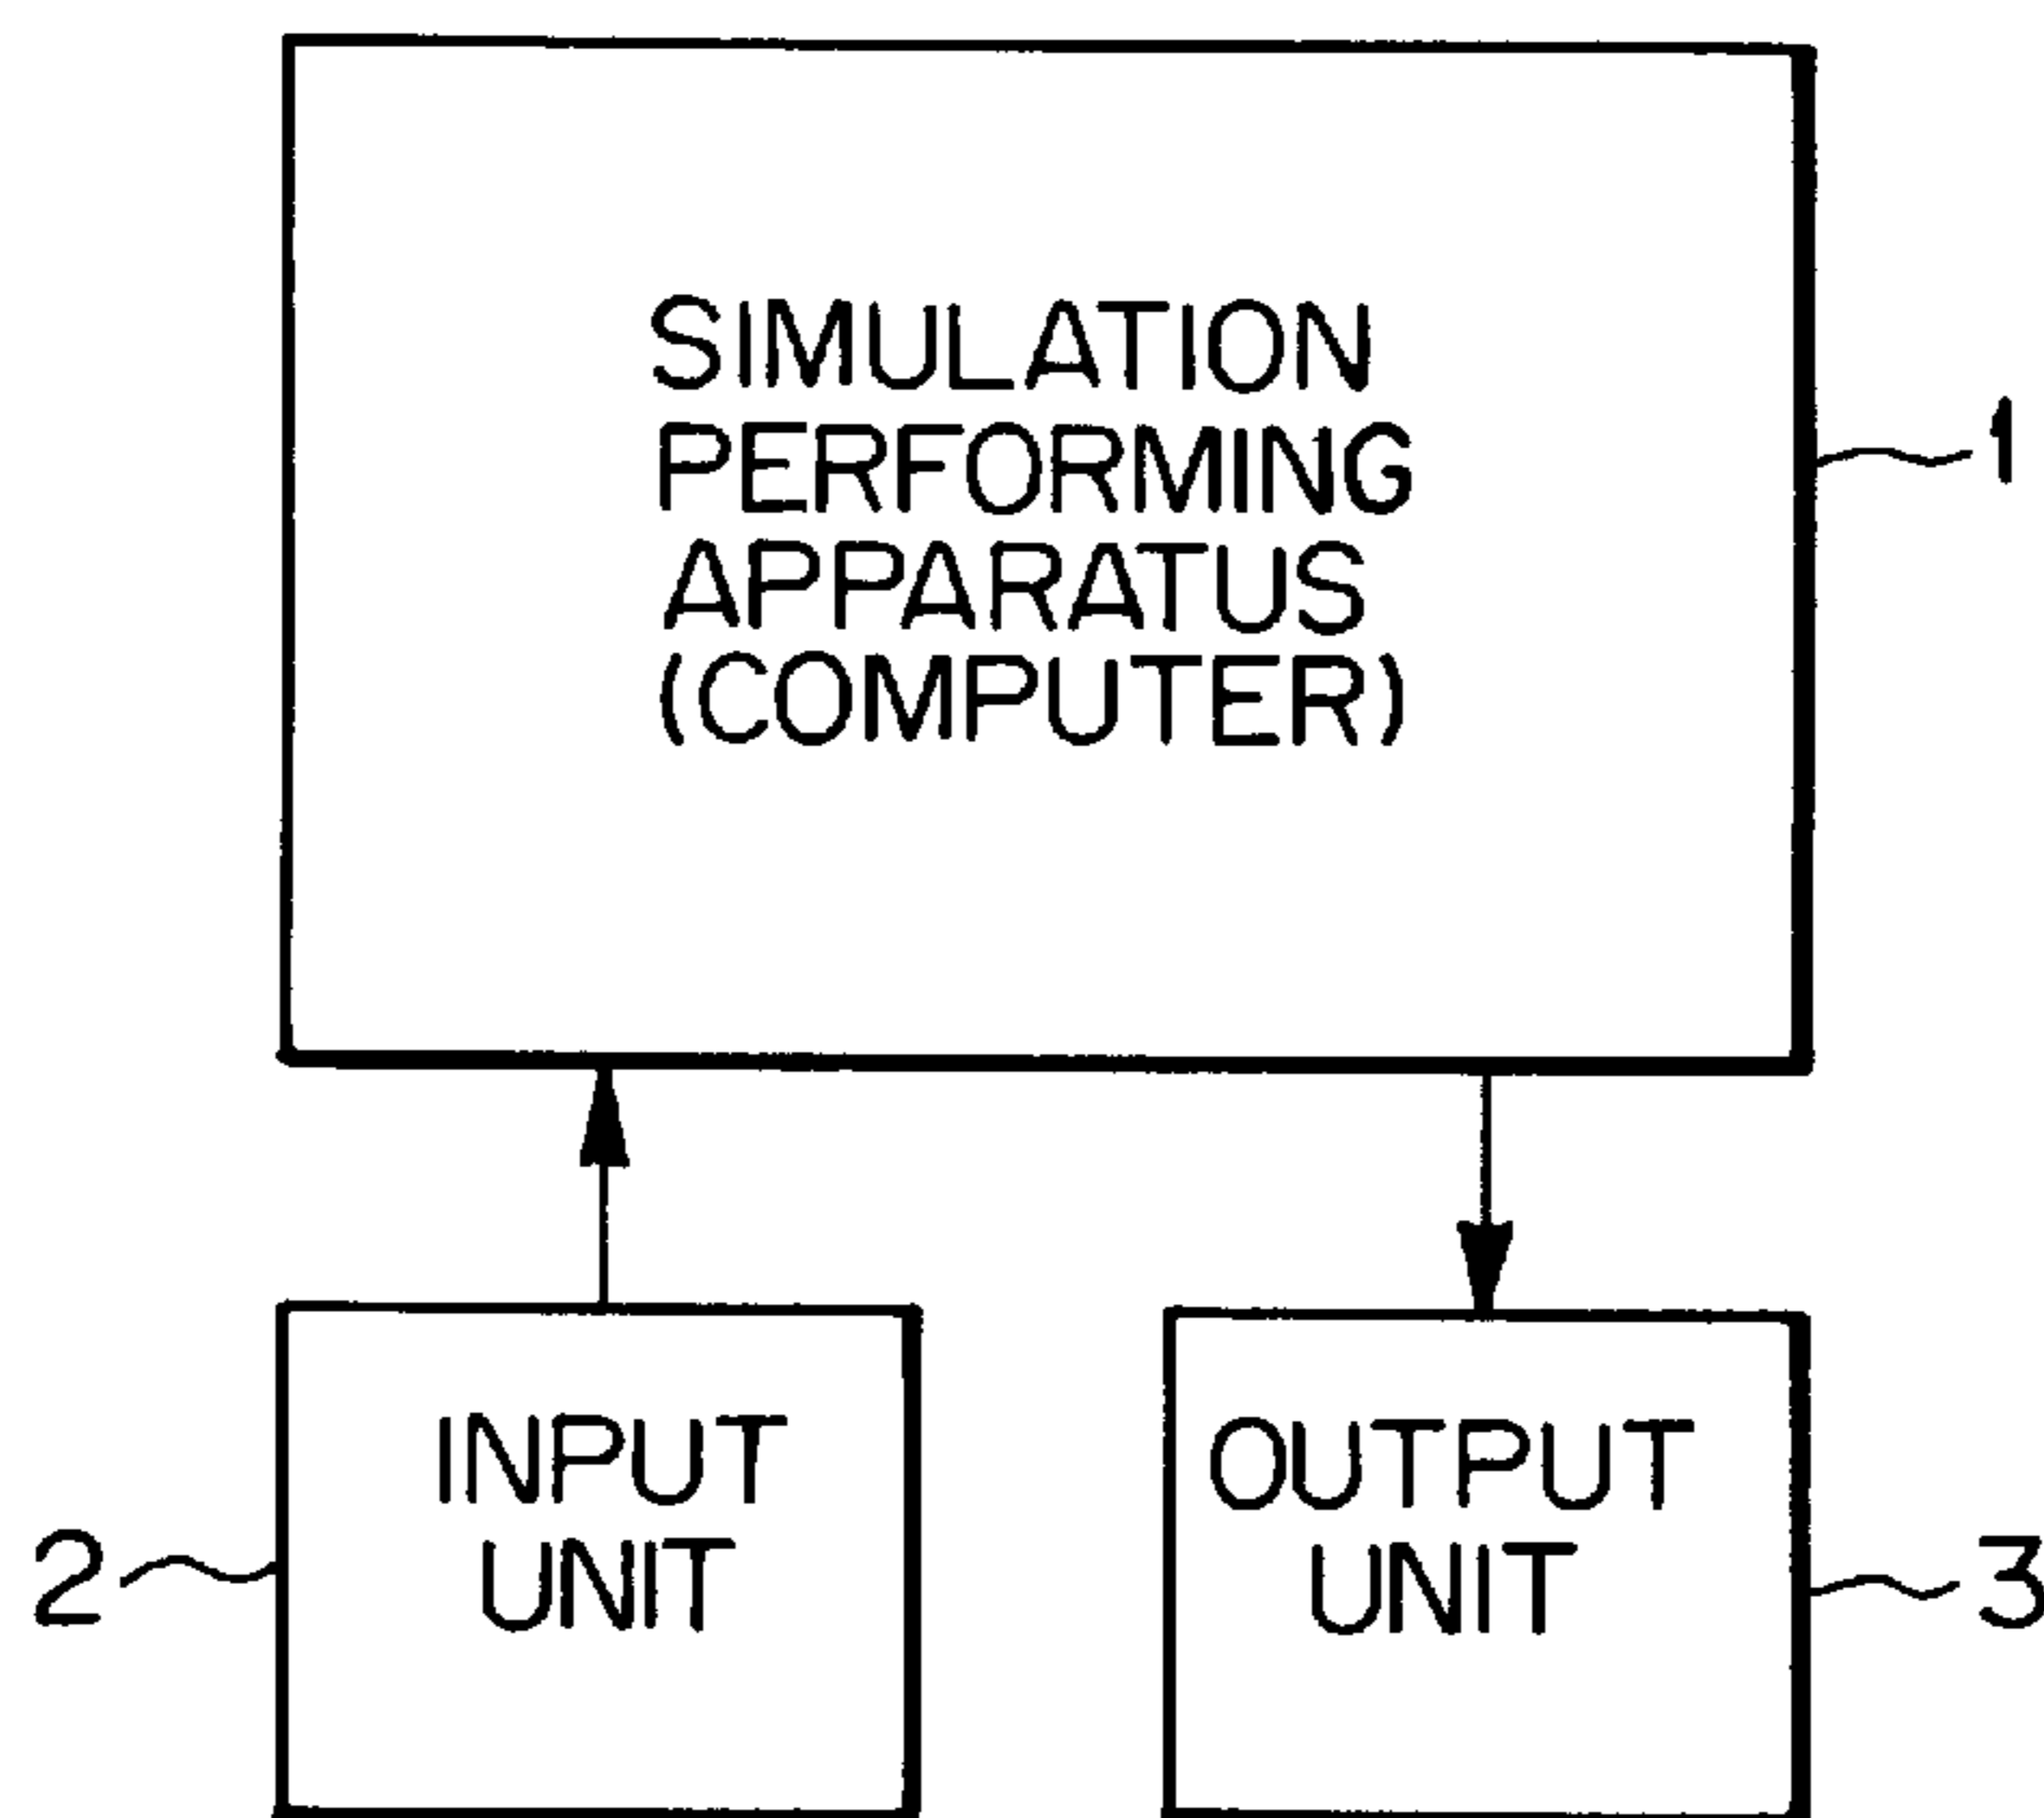 SIMULATION
PERFORMING
APPARATUS
(COMPUTER)
1
INPUT
UNIT
2
OUTPUT
UNIT
3